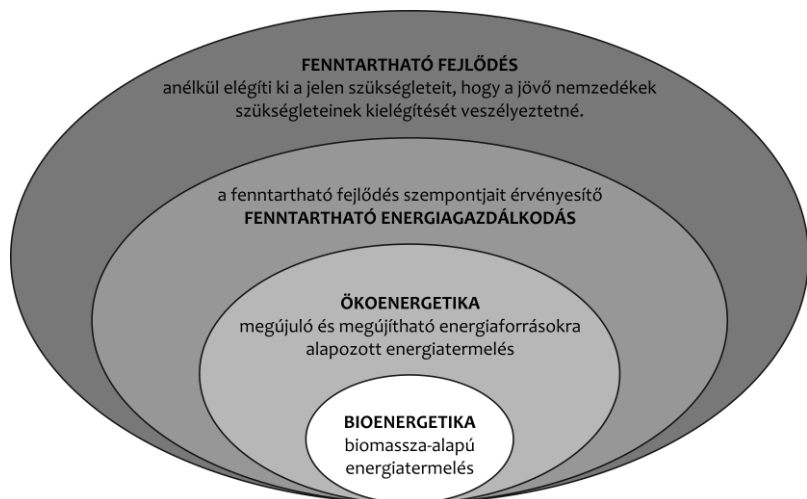 FENNTARTHATÓ FEJLŐDÉS
anélkül elégíti ki a jelen szükségleteit, hogy a jövő nemzedékek
szükségleteinek kielégítését veszélyeztetné.
a fenntartható fejlődés szempontjait érvényesítő
FENNTARTHATÓ ENERGIAGAZDÁLKODÁS
ÖKOENERGETIKA
megújuló és megújítható energiaforrásokra
alapozott energiatermelés
BIOENERGETIKA
biomassza-alapú
energiatermelés